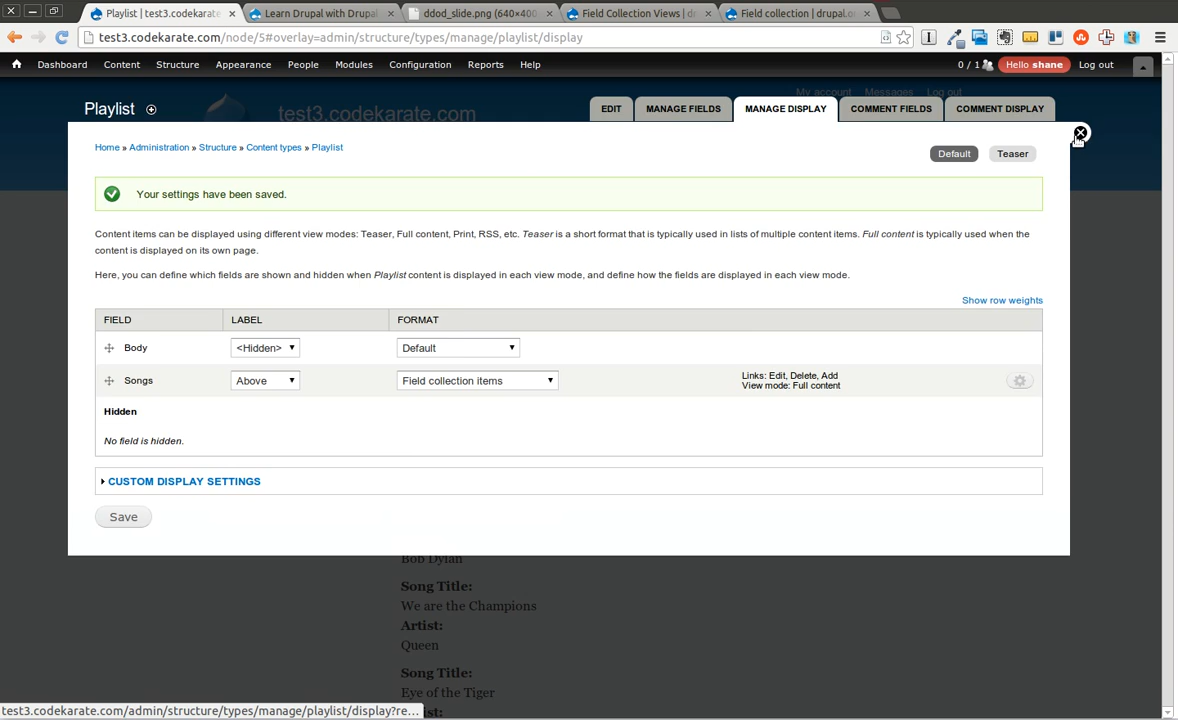 Playlist | test3.codekarate
Learn Drupal with Drupal
ddod_slide.png (640×400
Field Collection Views | dr
Field collection | drupal.o
test3.codekarate.com/node/5#overlay=admin/structure/types/manage/playlist/display
Dashboard Content Structure Appearance People Modules Configuration Reports Help
0 / 1 Hello shane Log out
My account Messages Log out
Playlist
test3.codekarate.com
EDIT MANAGE FIELDS MANAGE DISPLAY COMMENT FIELDS COMMENT DISPLAY
Home » Administration » Structure » Content types » Playlist
Default Teaser
Your settings have been saved.
Content items can be displayed using different view modes: Teaser, Full content, Print, RSS, etc. Teaser is a short format that is typically used in lists of multiple content items. Full content is typically used when the
content is displayed on its own page.
Here, you can define which fields are shown and hidden when Playlist content is displayed in each view mode, and define how the fields are displayed in each view mode.
Show row weights
FIELD LABEL FORMAT
Body <Hidden> Default
Songs Above Field collection items
Links: Edit, Delete, Add
View mode: Full content
Hidden
No field is hidden.
CUSTOM DISPLAY SETTINGS
Save
Bob Dylan
Song Title:
We are the Champions
Artist:
Queen
Song Title:
Eye of the Tiger
test3.codekarate.com/admin/structure/types/manage/playlist/display?re...